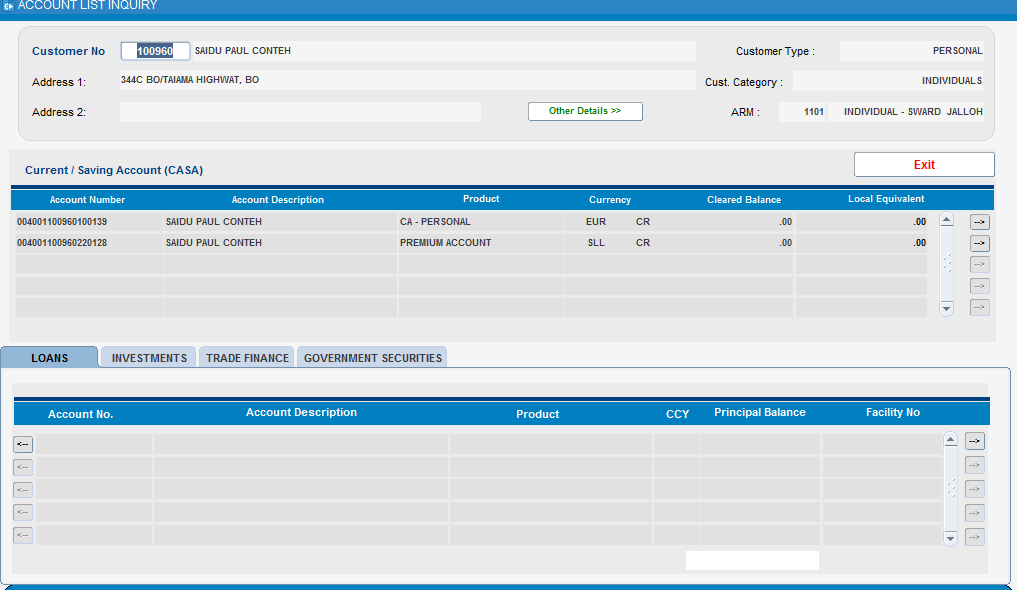 ACCOUNT LIST INQUIRY
Customer No 100960 SAIDU PAUL CONTEH Customer Type : PERSONAL
Address 1: 344C BO/TAIAMA HIGHWAT, BO Cust. Category : INDIVIDUALS
Address 2: Other Details >> ARM : 1101 INDIVIDUAL - SWARD JALLOH
Current / Saving Account (CASA) Exit
Account Number Account Description Product Currency Cleared Balance Local Equivalent
004001100960100139 SAIDU PAUL CONTEH CA - PERSONAL EUR CR .00 .00 -->
004001100960220128 SAIDU PAUL CONTEH PREMIUM ACCOUNT SLL CR .00 .00 -->
-->
-->
-->
LOANS INVESTMENTS TRADE FINANCE GOVERNMENT SECURITIES
Account No. Account Description Product CCY Principal Balance Facility No
<-- -->
<-- -->
<-- -->
<-- -->
<-- -->